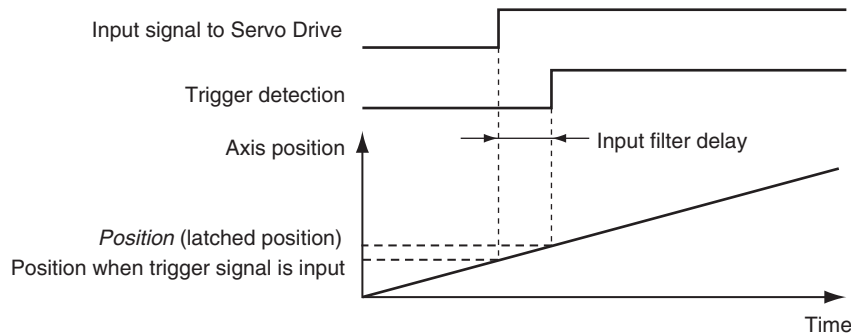 Input signal to Servo Drive
Trigger detection
Input filter delay
Axis position
Position (latched position)
Position when trigger signal is input
Time